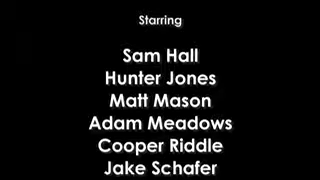 Starring
Sam Hall
Hunter Jones
Matt Mason
Adam Meadows
Cooper Riddle
Jake Schafer